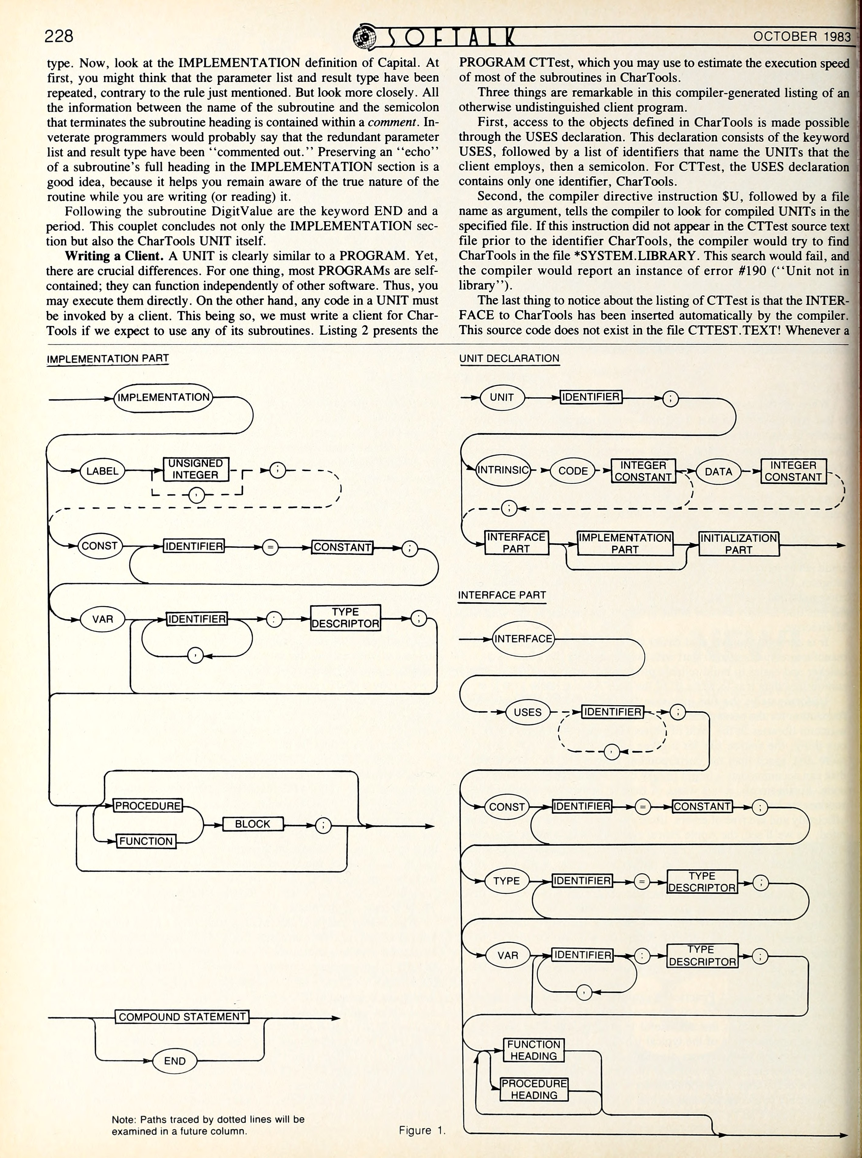 228
SOFTALK
OCTOBER 1983
type. Now, look at the IMPLEMENTATION definition of Capital. At
first, you might think that the parameter list and result type have been
repeated, contrary to the rule just mentioned. But look more closely. All
the information between the name of the subroutine and the semicolon
that terminates the subroutine heading is contained within a comment. In-
veterate programmers would probably say that the redundant parameter
list and result type have been ‘‘commented out.’’ Preserving an ‘‘echo’’
of a subroutine's full heading in the IMPLEMENTATION section is a
good idea, because it helps you remain aware of the true nature of the
routine while you are writing (or reading) it.
Following the subroutine DigitValue are the keyword END and a
period. This couplet concludes not only the IMPLEMENTATION sec-
tion but also the CharTools UNIT itself.
Writing a Client. A UNIT is clearly similar to a PROGRAM. Yet,
there are crucial differences. For one thing, most PROGRAMs are self-
contained; they can function independently of other software. Thus, you
may execute them directly. On the other hand, any code in a UNIT must
be invoked by a client. This being so, we must write a client for Char-
Tools if we expect to use any of its subroutines. Listing 2 presents the
PROGRAM CTTest, which you may use to estimate the execution speed
of most of the subroutines in CharTools.
Three things are remarkable in this compiler-generated listing of an
otherwise undistinguished client program.
First, access to the objects defined in CharTools is made possible
through the USES declaration. This declaration consists of the keyword
USES, followed by a list of identifiers that name the UNITs that the
client employs, then a semicolon. For CTTest, the USES declaration
contains only one identifier, CharTools.
Second, the compiler directive instruction $U, followed by a file
name as argument, tells the compiler to look for compiled UNITs in the
specified file. If this instruction did not appear in the CTTest source text
file prior to the identifier CharTools, the compiler would try to find
CharTools in the file *SYSTEM.LIBRARY. This search would fail, and
the compiler would report an instance of error #190 (‘‘Unit not in
library’’).
The last thing to notice about the listing of CTTest is that the INTER-
FACE to CharTools has been inserted automatically by the compiler.
This source code does not exist in the file CTTEST.TEXT! Whenever a
IMPLEMENTATION PART
IMPLEMENTATION
LABEL
UNSIGNED
INTEGER
;
,
CONST
IDENTIFIER
=
CONSTANT
;
VAR
IDENTIFIER
:
TYPE
DESCRIPTOR
;
,
PROCEDURE
FUNCTION
BLOCK
;
COMPOUND STATEMENT
END
Note: Paths traced by dotted lines will be
examined in a future column.
Figure 1.
UNIT DECLARATION
UNIT
IDENTIFIER
;
INTRINSIC
CODE
INTEGER
CONSTANT
DATA
INTEGER
CONSTANT
;
INTERFACE
PART
IMPLEMENTATION
PART
INITIALIZATION
PART
INTERFACE PART
INTERFACE
USES
IDENTIFIER
;
,
CONST
IDENTIFIER
=
CONSTANT
;
TYPE
IDENTIFIER
=
TYPE
DESCRIPTOR
;
VAR
IDENTIFIER
:
TYPE
DESCRIPTOR
;
,
FUNCTION
HEADING
PROCEDURE
HEADING